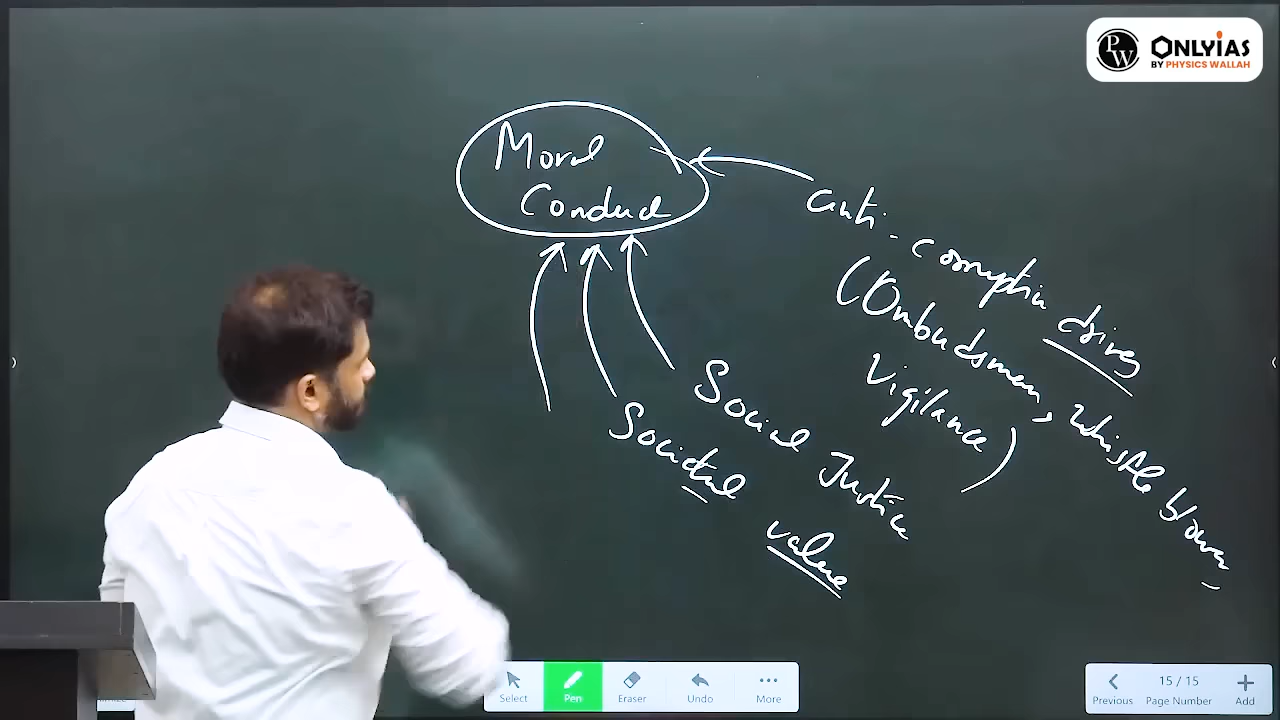 PW ONLYIAS
BY PHYSICS WALLAH
Moral
Conduct
anti-corruption drives
(Ombudsman, whistle blower,
Vigilance)
Social Justice
Societal value
Select
Pen
Eraser
Undo
More
Previous
15 / 15
Page Number
Add